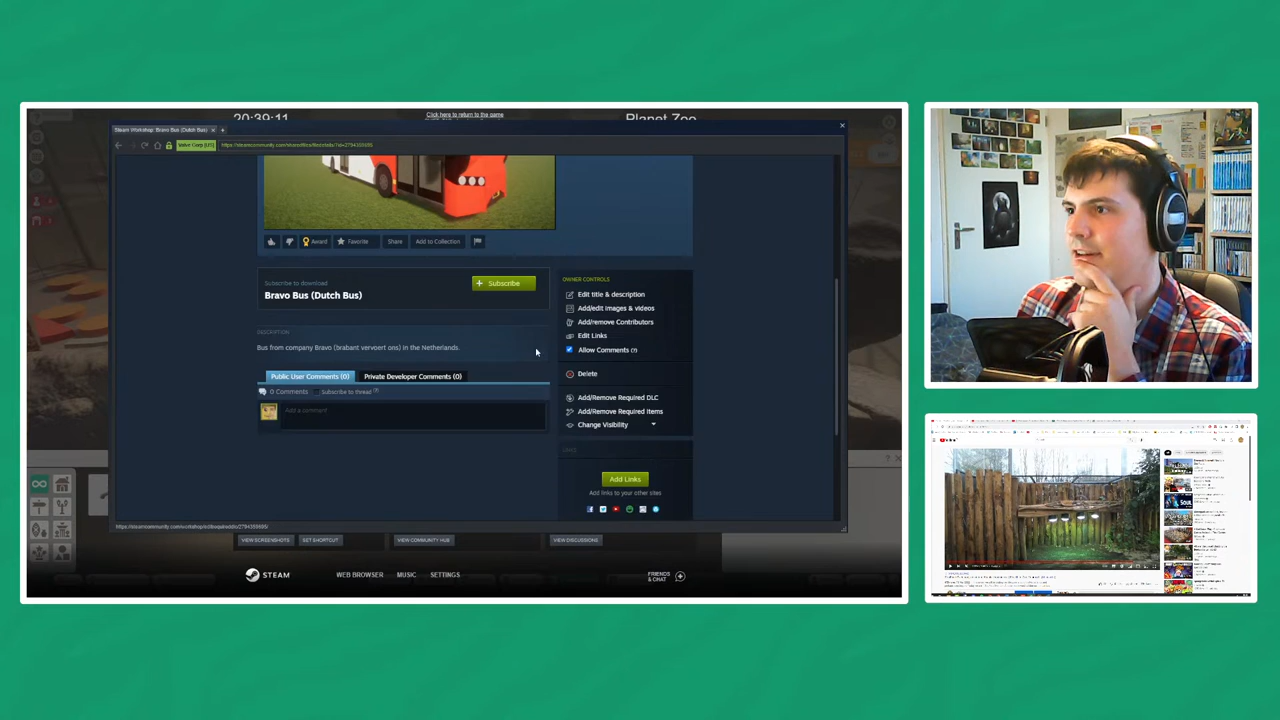 20:39:11
Click here to return to the game
Planet Zoo
Steam Workshop: Bravo Bus (Dutch Bus)
Valve Corp [US]
Award
Favorite
Share
Add to Collection
Subscribe to download
Bravo Bus (Dutch Bus)
Subscribe
DESCRIPTION
Bus from company Bravo (brabant vervoert ons) in the Netherlands.
Public User Comments (0)
Private Developer Comments (0)
0 Comments
Subscribe to thread
Add a comment
OWNER CONTROLS
Edit title & description
Add/edit images & videos
Add/remove Contributors
Edit Links
Allow Comments (?)
Delete
Add/Remove Required DLC
Add/Remove Required Items
Change Visibility
LINKS
Add Links
Add links to your other sites
VIEW SCREENSHOTS
SET SHORTCUT
VIEW COMMUNITY HUB
VIEW DISCUSSIONS
STEAM
WEB BROWSER
MUSIC
SETTINGS
FRIENDS
& CHAT